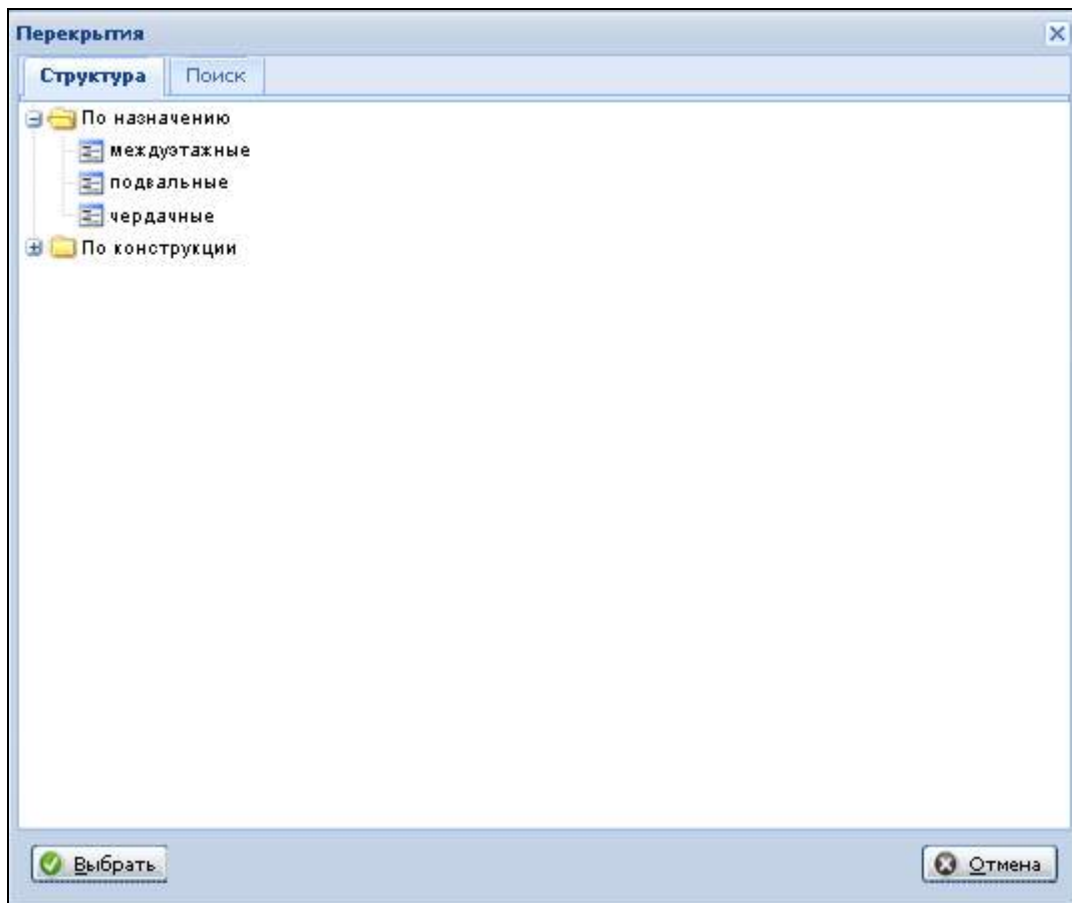 Перекрытия
Структура Поиск
По назначению
междуэтажные
подвальные
чердачные
По конструкции
Выбрать Отмена